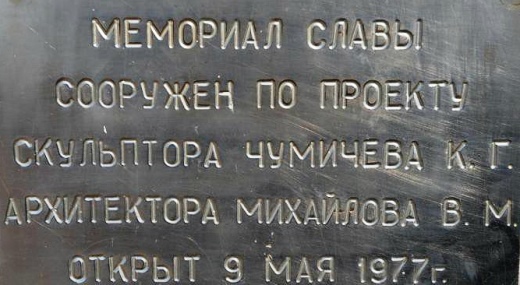 МЕМОРИАЛ СЛАВЫ
СООРУЖЕН ПО ПРОЕКТУ
СКУЛЬПТОРА ЧУМИЧЕВА К. Г.
АРХИТЕКТОРА МИХАЙЛОВА В. М.
ОТКРЫТ 9 МАЯ 1977г.